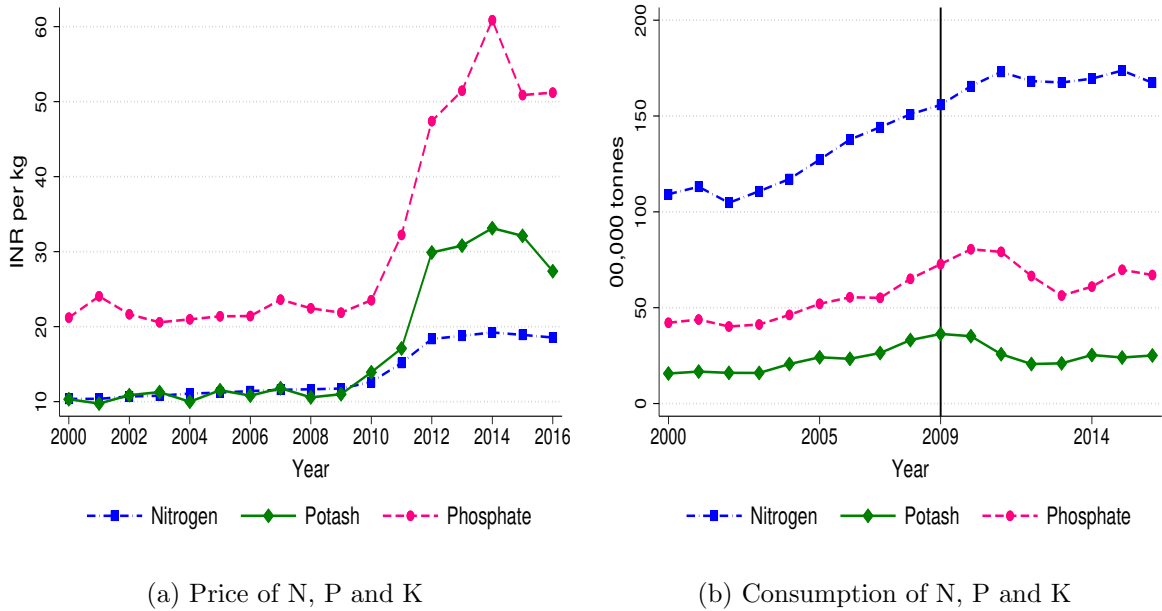 INR per kg
60
50
40
30
20
10
2000 2002 2004 2006 2008 2010 2012 2014 2016
Year
Nitrogen Potash Phosphate
(a) Price of N, P and K
00,000 tonnes
200
150
100
50
0
2000 2005 2009 2014
Year
Nitrogen Potash Phosphate
(b) Consumption of N, P and K